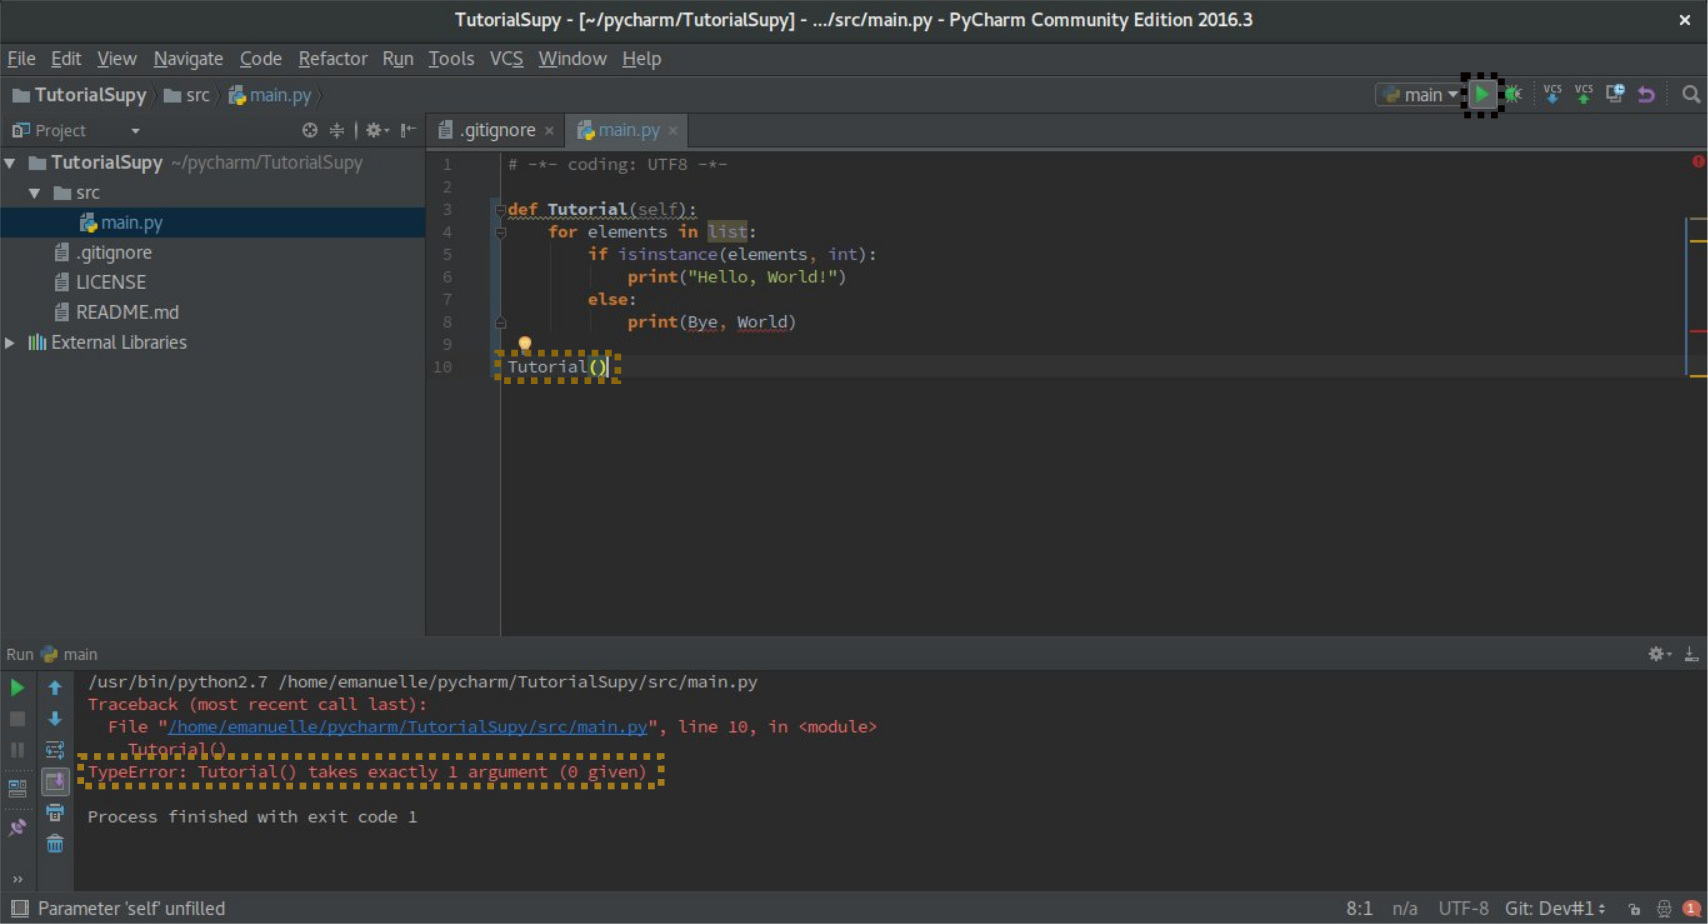 TutorialSupy - [~/pycharm/TutorialSupy] - .../src/main.py - PyCharm Community Edition 2016.3
File Edit View Navigate Code Refactor Run Tools VCS Window Help
TutorialSupy src main.py
main
VCS VCS
Project
.gitignore main.py
TutorialSupy ~/pycharm/TutorialSupy
src
main.py
.gitignore
LICENSE
README.md
External Libraries
1 # -*- coding: UTF8 -*-
2
3 def Tutorial(self):
4 for elements in list:
5 if isinstance(elements, int):
6 print("Hello, World!")
7 else:
8 print(Bye, World)
9
10 Tutorial()
Run main
/usr/bin/python2.7 /home/emanuelle/pycharm/TutorialSupy/src/main.py
Traceback (most recent call last):
File "/home/emanuelle/pycharm/TutorialSupy/src/main.py", line 10, in <module>
Tutorial()
TypeError: Tutorial() takes exactly 1 argument (0 given)
Process finished with exit code 1
Parameter 'self' unfilled
8:1 n/a UTF-8 Git: Dev#1 1